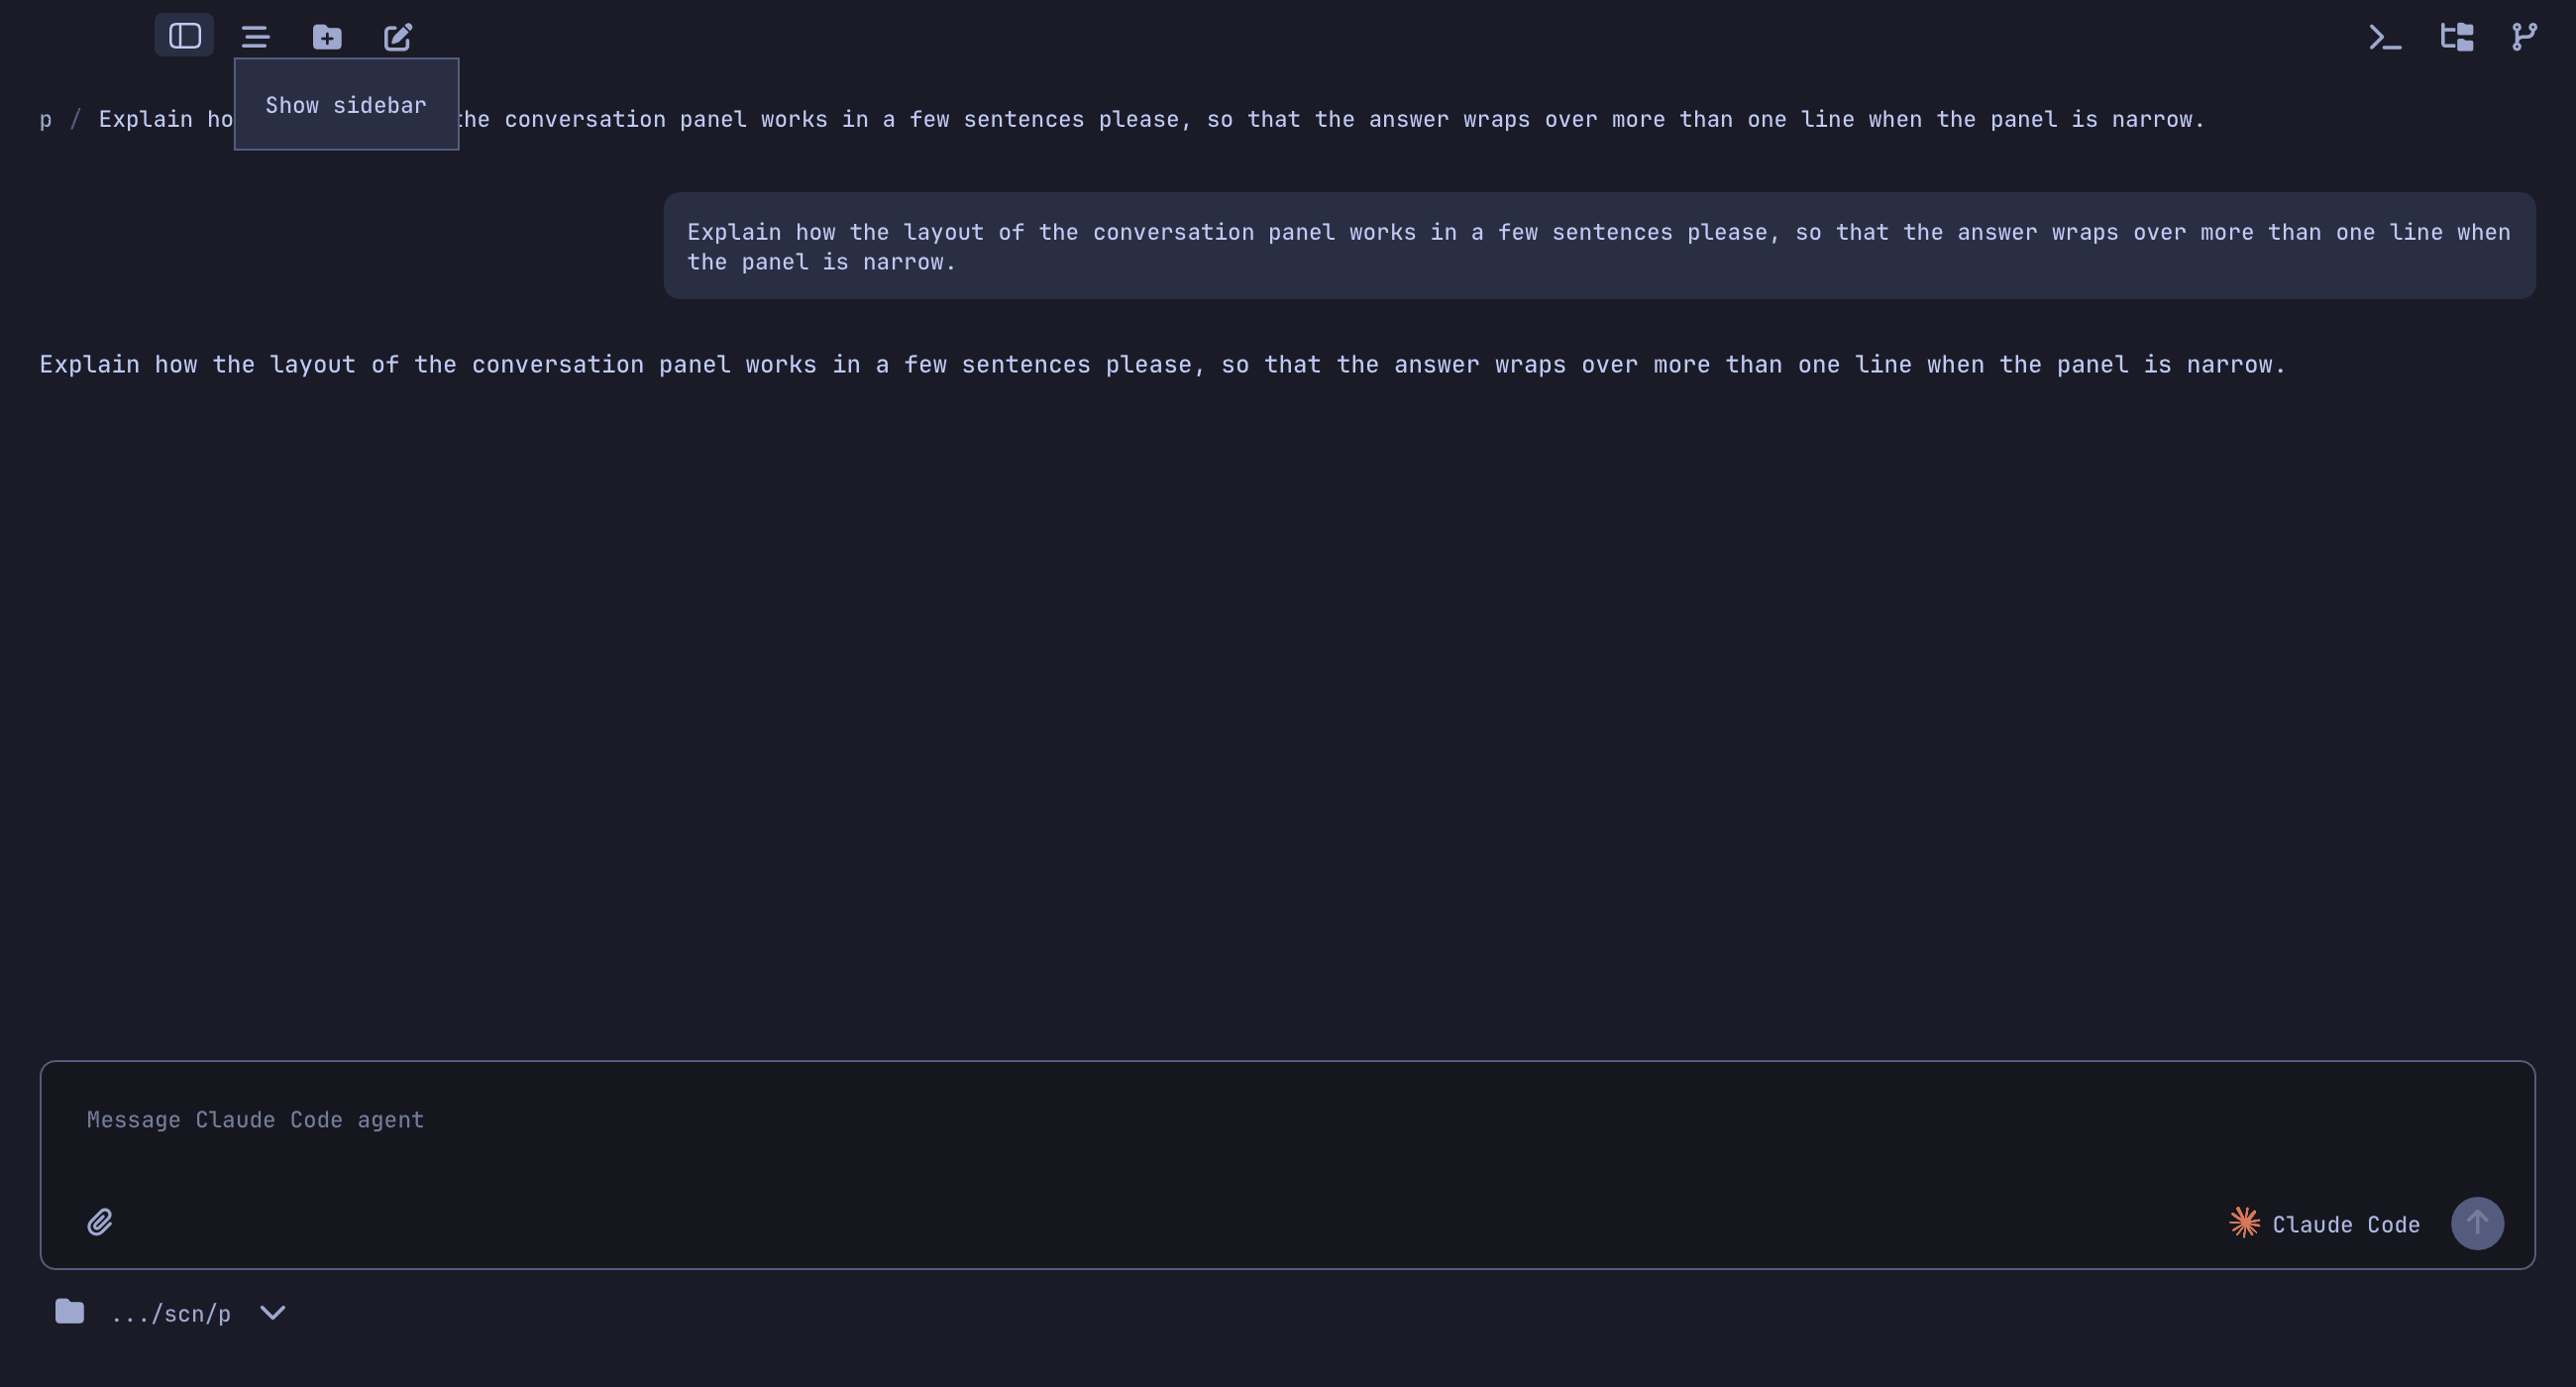 Show sidebar
p / Explain ho the conversation panel works in a few sentences please, so that the answer wraps over more than one line when the panel is narrow.
Explain how the layout of the conversation panel works in a few sentences please, so that the answer wraps over more than one line when
the panel is narrow.
Explain how the layout of the conversation panel works in a few sentences please, so that the answer wraps over more than one line when the panel is narrow.
Message Claude Code agent
Claude Code
.../scn/p